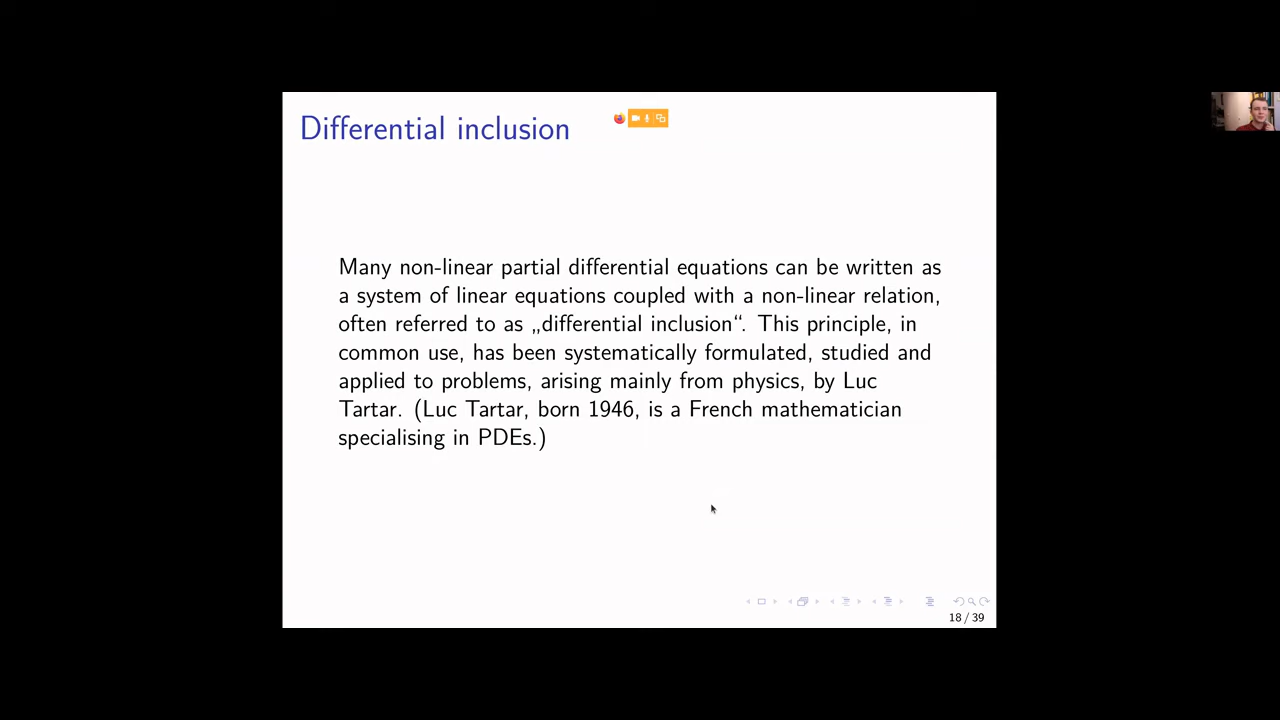 Differential inclusion
Many non-linear partial differential equations can be written as
a system of linear equations coupled with a non-linear relation,
often referred to as „differential inclusion“. This principle, in
common use, has been systematically formulated, studied and
applied to problems, arising mainly from physics, by Luc
Tartar. (Luc Tartar, born 1946, is a French mathematician
specialising in PDEs.)
18 / 39